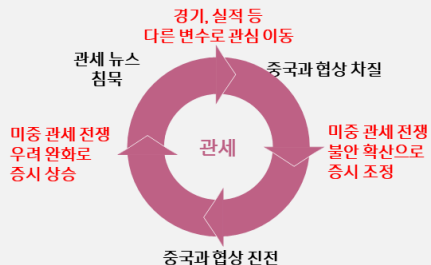 경기, 실적 등
다른 변수로 관심 이동
관세 뉴스
침묵
중국과 협상 차질
미중 관세 전쟁
우려 완화로
증시 상승
관세
미중 관세 전쟁
불안 확산으로
증시 조정
중국과 협상 진전